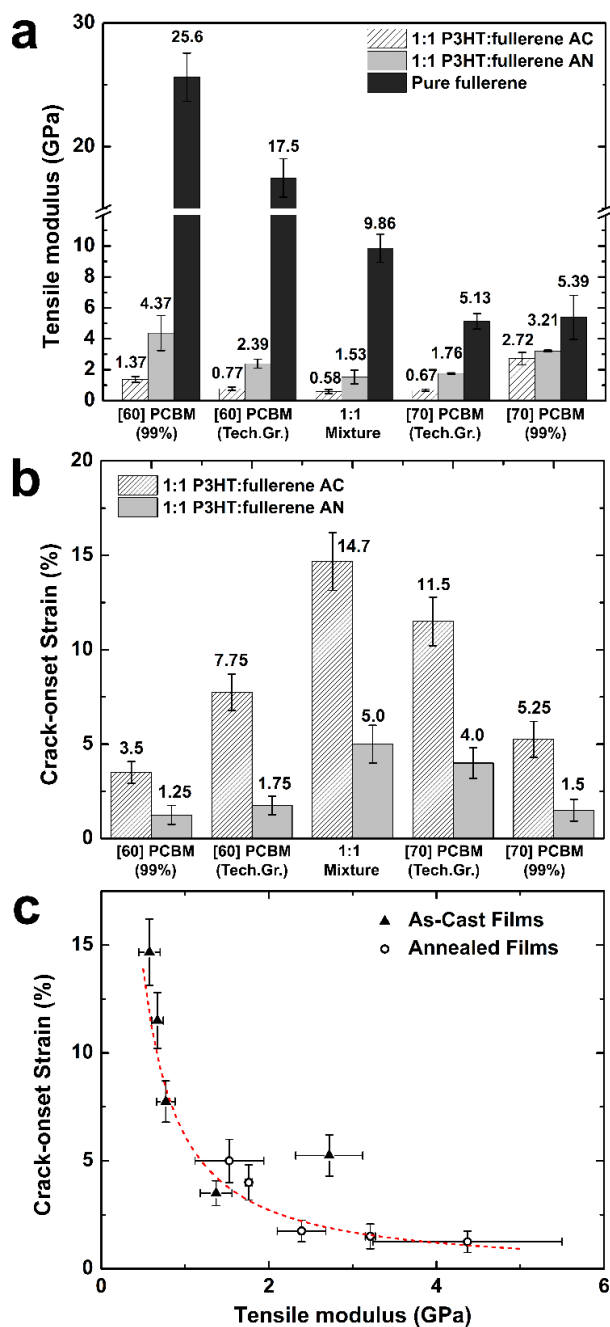 a
1:1 P3HT:fullerene AC
1:1 P3HT:fullerene AN
Pure fullerene
Tensile modulus (GPa)
30
20
10
8
6
4
2
0
25.6
17.5
9.86
5.13
5.39
1.37
4.37
0.77
2.39
0.58
1.53
0.67
1.76
2.72
3.21
[60] PCBM [60] PCBM 1:1 [70] PCBM [70] PCBM
(99%) (Tech.Gr.) Mixture (Tech.Gr.) (99%)
b
1:1 P3HT:fullerene AC
1:1 P3HT:fullerene AN
Crack-onset Strain (%)
20
15
10
5
0
3.5
1.25
7.75
1.75
14.7
5.0
11.5
4.0
5.25
1.5
[60] PCBM [60] PCBM 1:1 [70] PCBM [70] PCBM
(99%) (Tech.Gr.) Mixture (Tech.Gr.) (99%)
c
As-Cast Films
Annealed Films
Crack-onset Strain (%)
15
10
5
0
0 2 4 6
Tensile modulus (GPa)